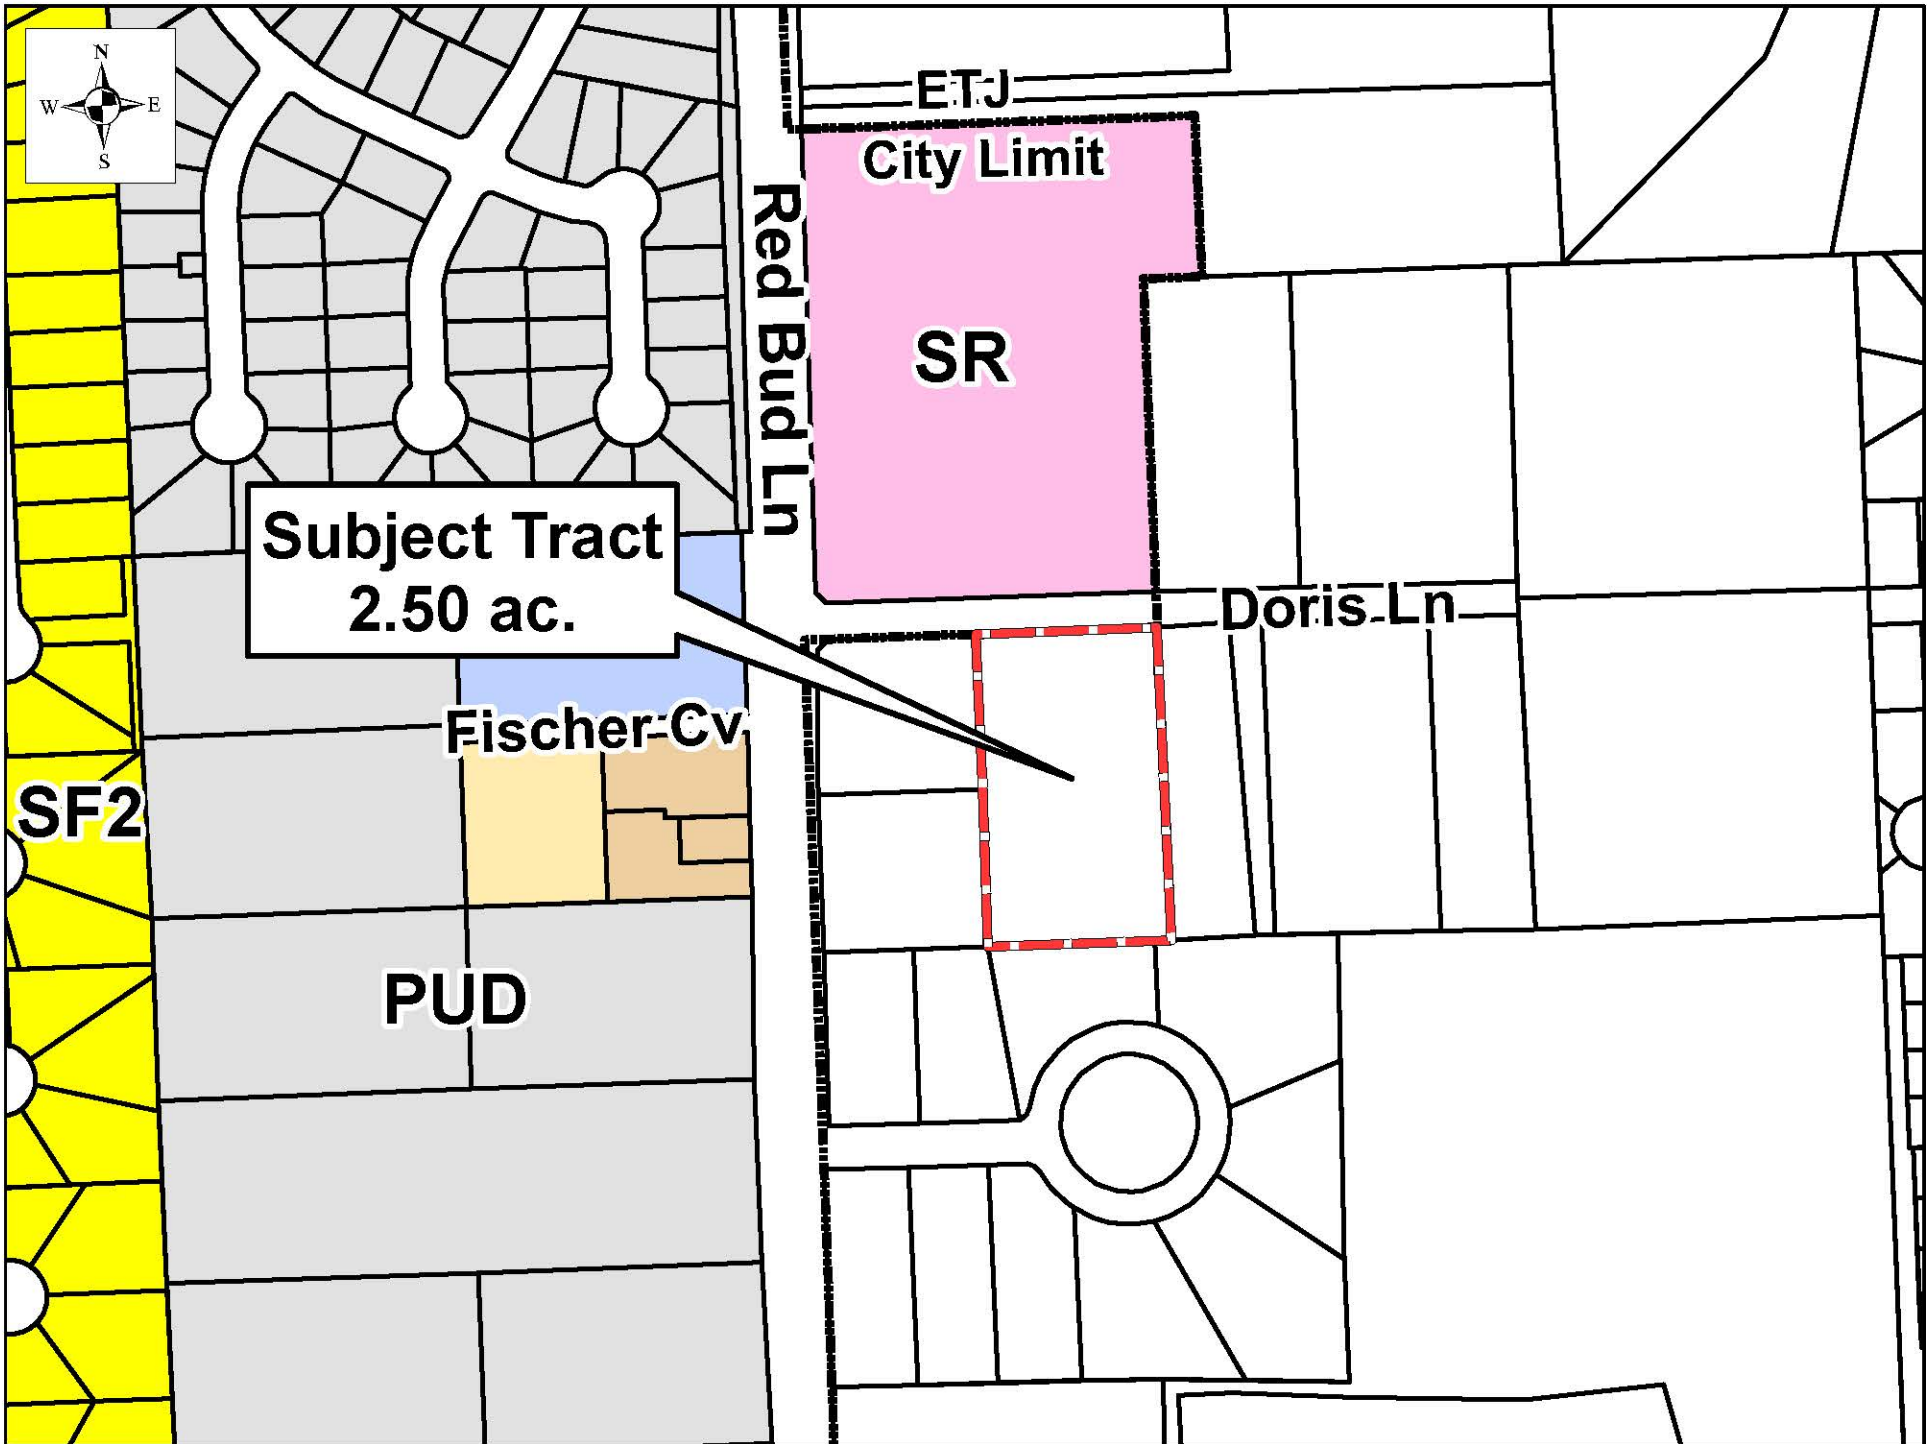 N
W E
S
ETJ
City Limit
Red Bud Ln
SR
Subject Tract
2.50 ac.
Doris Ln
Fischer Cv
SF2
PUD